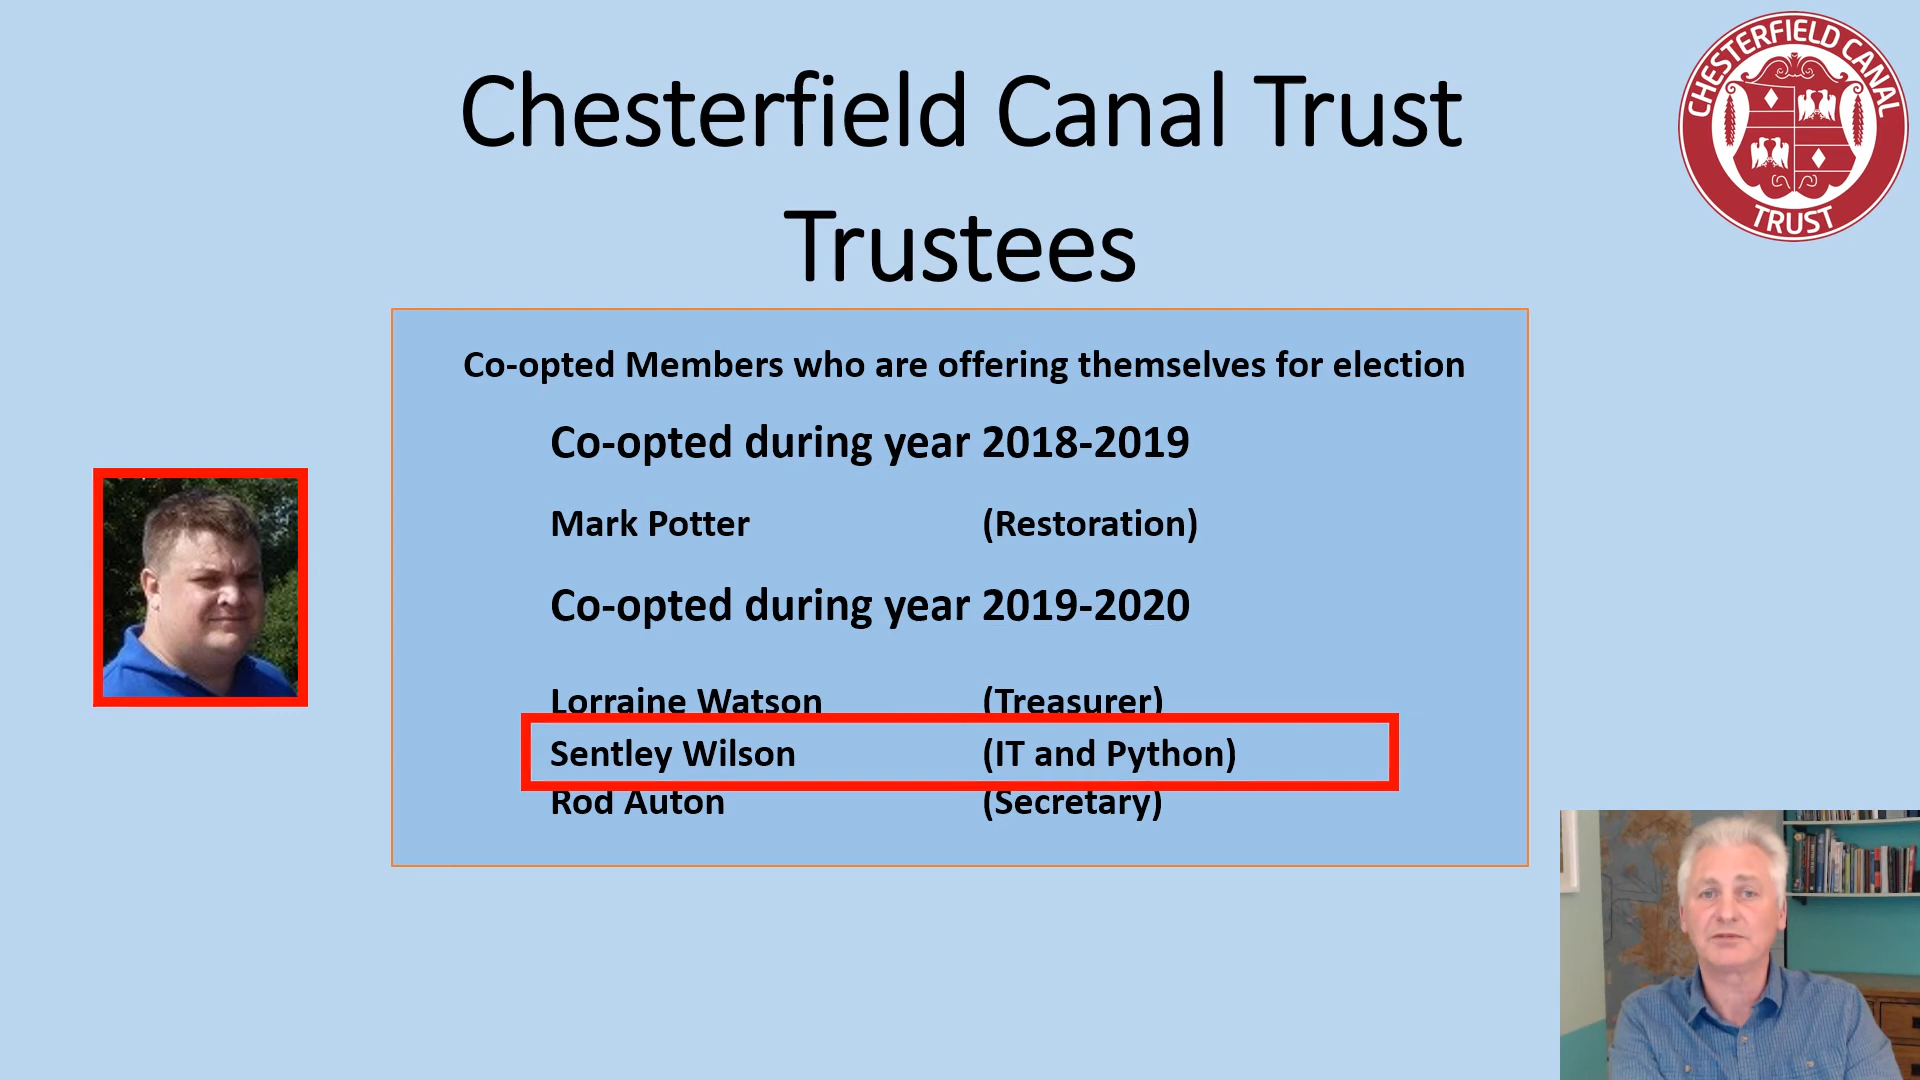 Chesterfield Canal Trust
Trustees
CHESTERFIELD CANAL
TRUST
Co-opted Members who are offering themselves for election
Co-opted during year 2018-2019
Mark Potter (Restoration)
Co-opted during year 2019-2020
Lorraine Watson (Treasurer)
Sentley Wilson (IT and Python)
Rod Auton (Secretary)